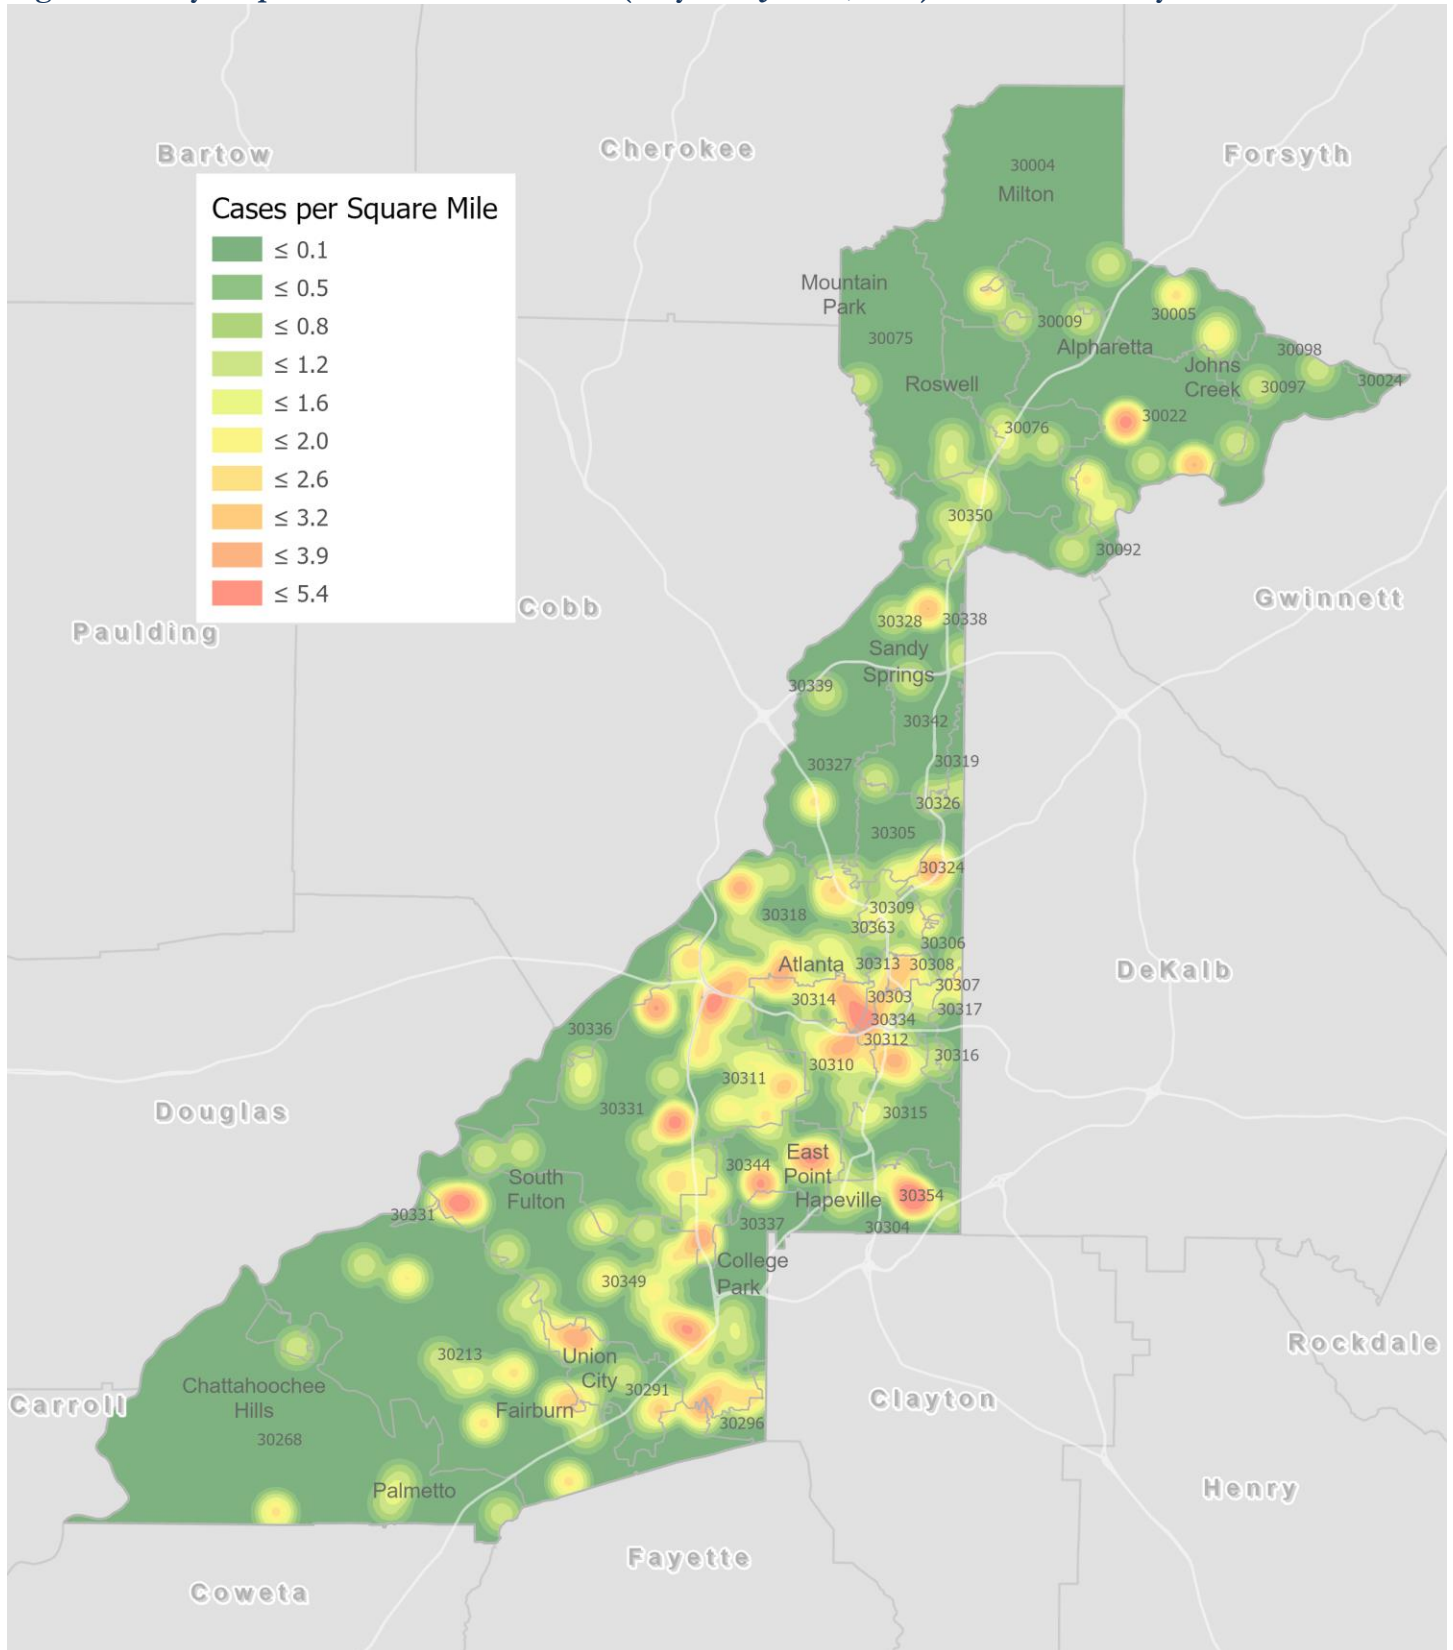 Bartow
Cherokee
Forsyth
30004
Milton
Cases per Square Mile
≤ 0.1
≤ 0.5
≤ 0.8
≤ 1.2
≤ 1.6
≤ 2.0
≤ 2.6
≤ 3.2
≤ 3.9
≤ 5.4
Mountain
Park
30075
30009
Alpharetta
30005
30098
Johns
Creek
30097
30024
Roswell
30022
30076
30350
30092
Cobb
Paulding
Gwinnett
30328
30338
Sandy
Springs
30339
30342
30327
30319
30326
30305
30324
30318
30309
30363
30306
Atlanta
30313
30308
DeKalb
30307
30314
30303
30317
30334
30336
30312
30316
30311
30310
30331
30315
Douglas
East
Point
30344
South
Fulton
Hapeville
30354
30331
30337
30304
College
Park
30349
Rockdale
30213
Union
City
30291
Chattahoochee
Hills
Carroll
Clayton
Fairburn
30296
30268
Palmetto
Henry
Fayette
Coweta